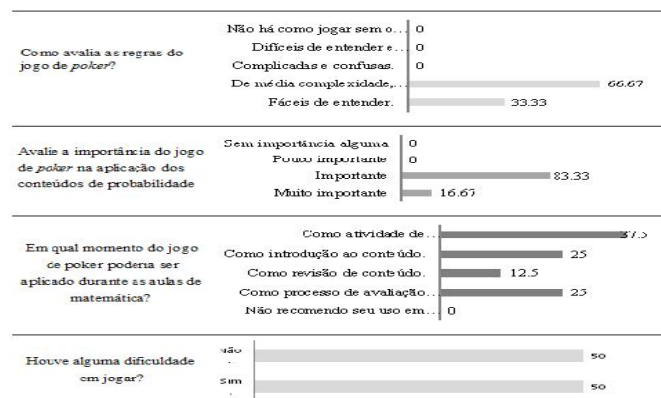 Como avalia as regras do
jogo de poker?
Não há como jogar sem o... 0
Difíceis de entender e... 0
Complicadas e confusas. 0
De média complexidade,... 66.67
Fáceis de entender. 33.33
Avalie a importância do jogo
de poker na aplicação dos
conteúdos de probabilidade
Sem importância alguma 0
Pouco importante 0
Importante 83.33
Muito importante 16.67
Em qual momento do jogo
de poker poderia ser
aplicado durante as aulas de
matemática?
Como atividade de... 37.5
Como introdução ao conteúdo. 25
Como revisão de conteúdo. 12.5
Como processo de avaliação... 25
Não recomendo seu uso em... 0
Houve alguma dificuldade
em jogar?
Não 50
Sim 50